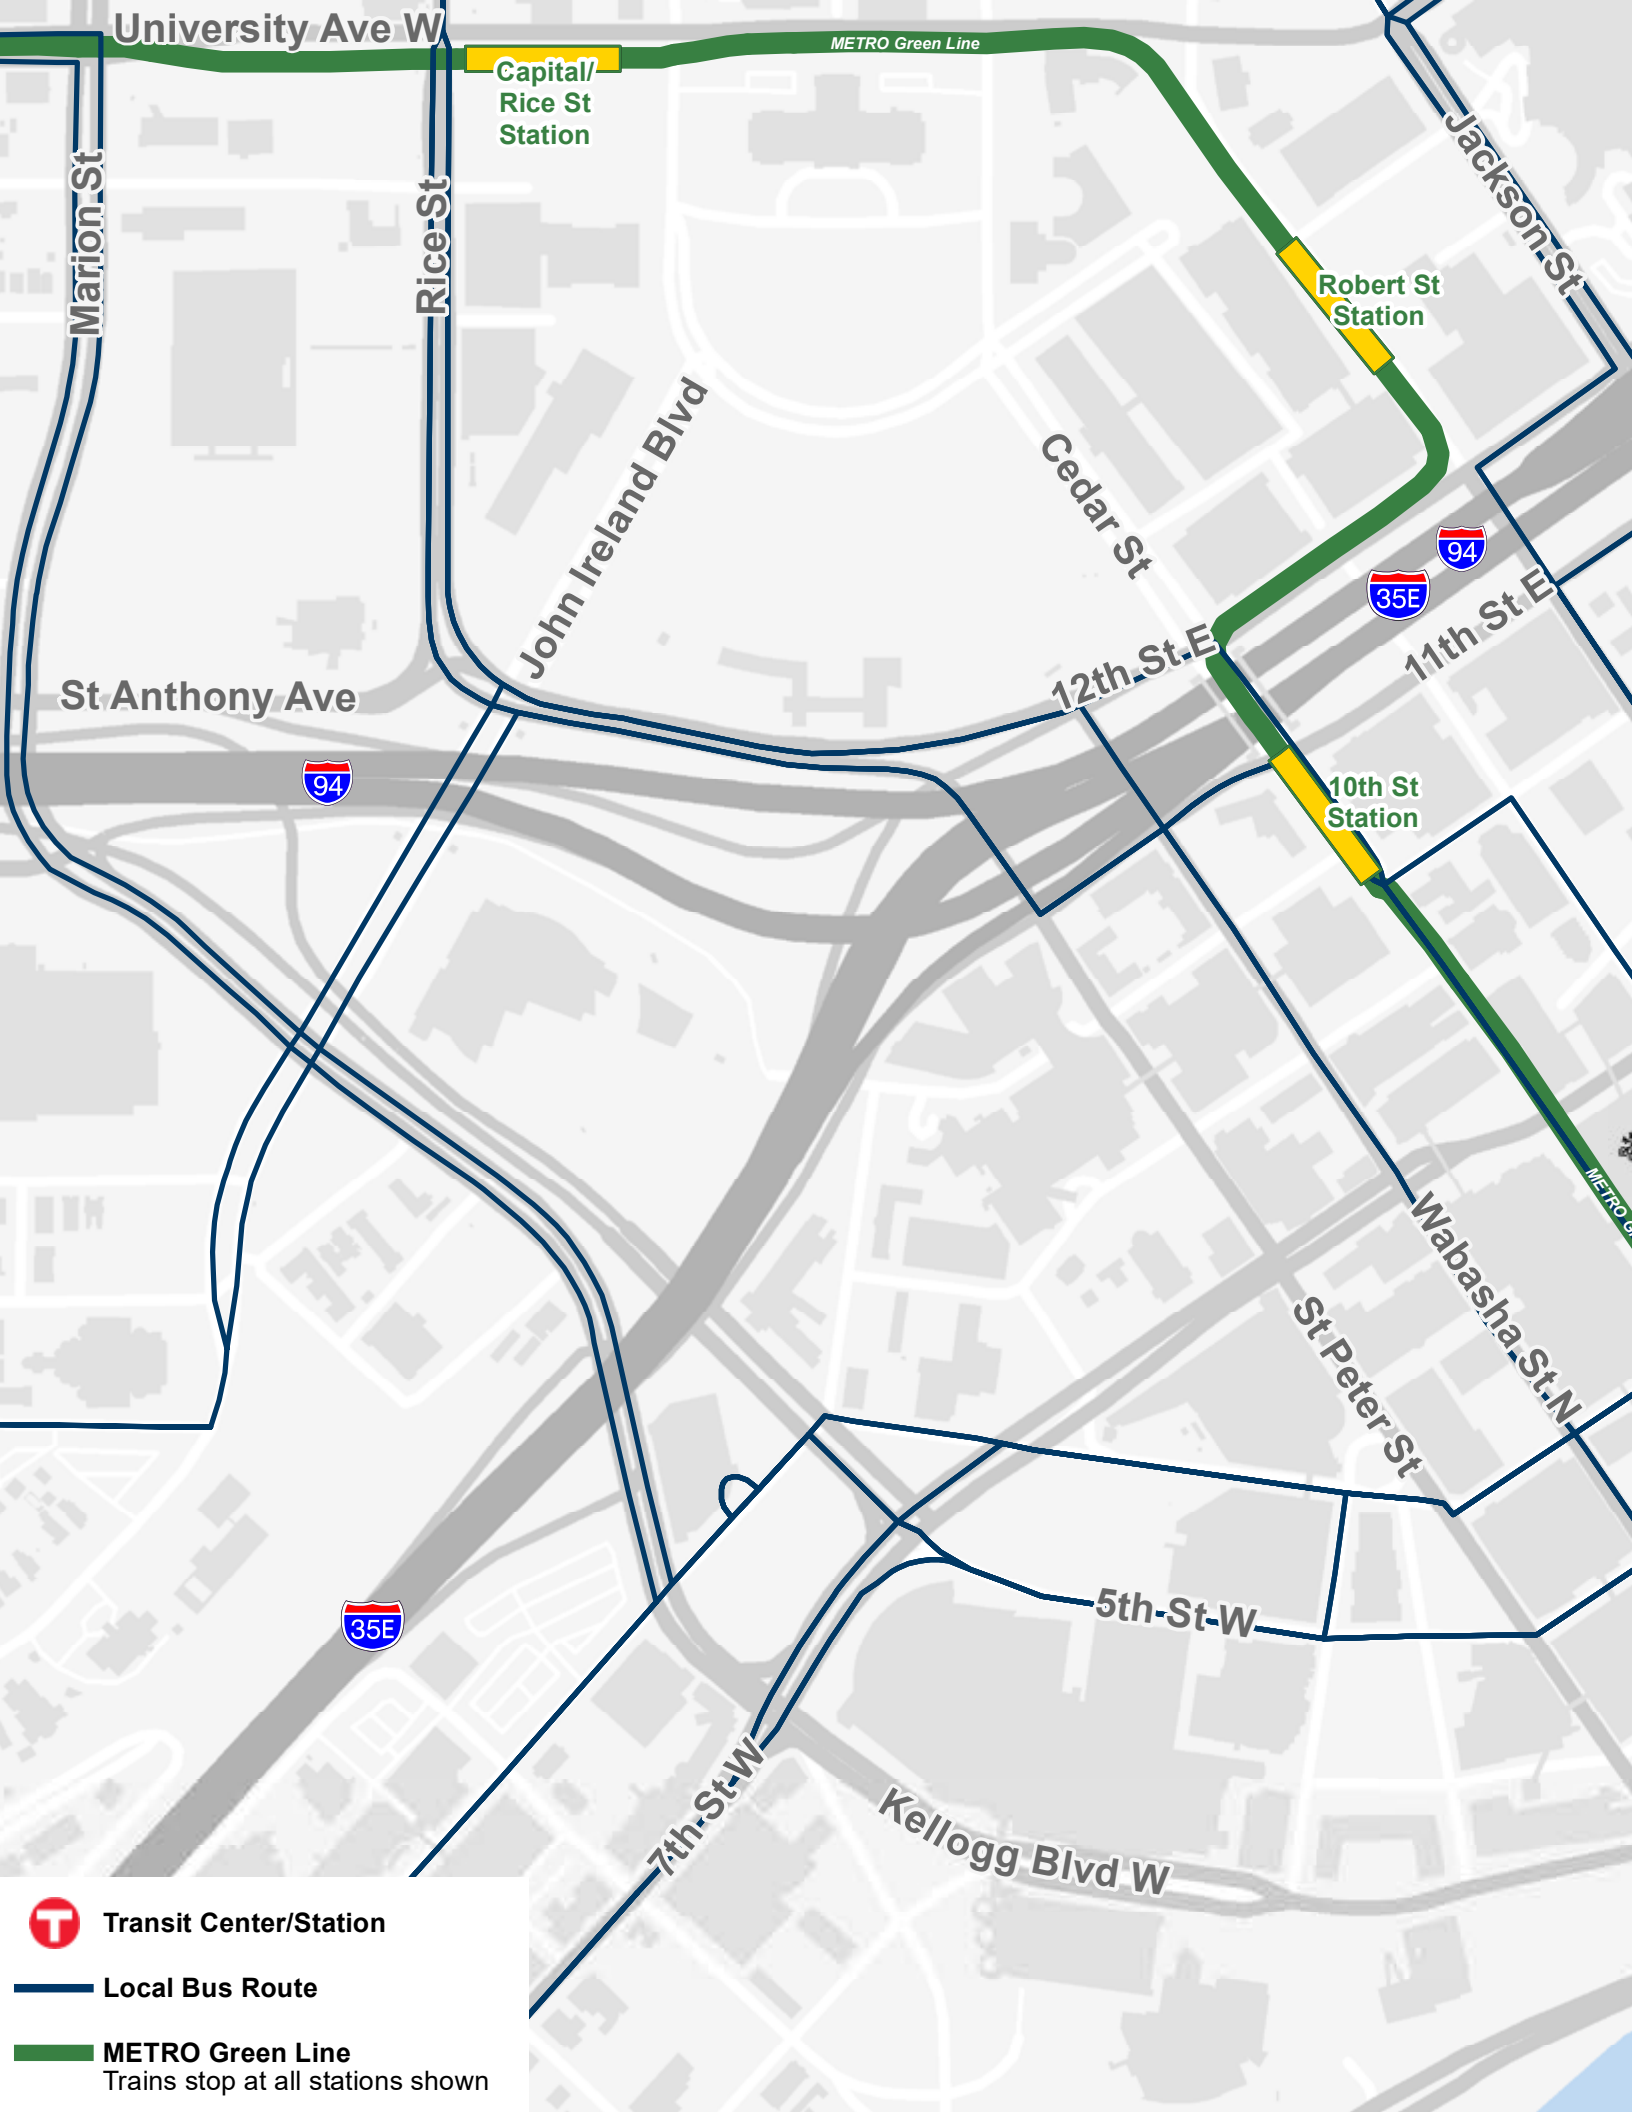 University Ave W
METRO Green Line
Capital/
Rice St
Station
Marion St
Rice St
Jackson St
Robert St
Station
John Ireland Blvd
Cedar St
94
35E
11th St E
12th St E
St Anthony Ave
94
10th St
Station
METRO G
Wabasha St N
St Peter St
5th St W
35E
7th St W
Kellogg Blvd W
T
Transit Center/Station
Local Bus Route
METRO Green Line
Trains stop at all stations shown